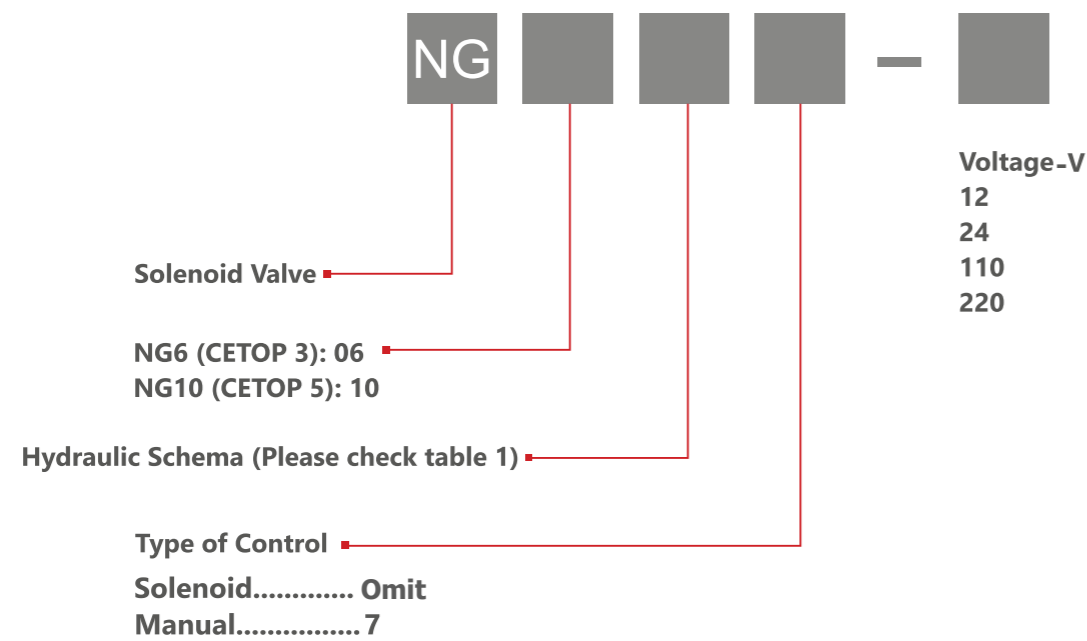 NG
Voltage-V
12
24
110
220
Solenoid Valve
NG6 (CETOP 3): 06
NG10 (CETOP 5): 10
Hydraulic Schema (Please check table 1)
Type of Control
Solenoid............. Omit
Manual................ 7